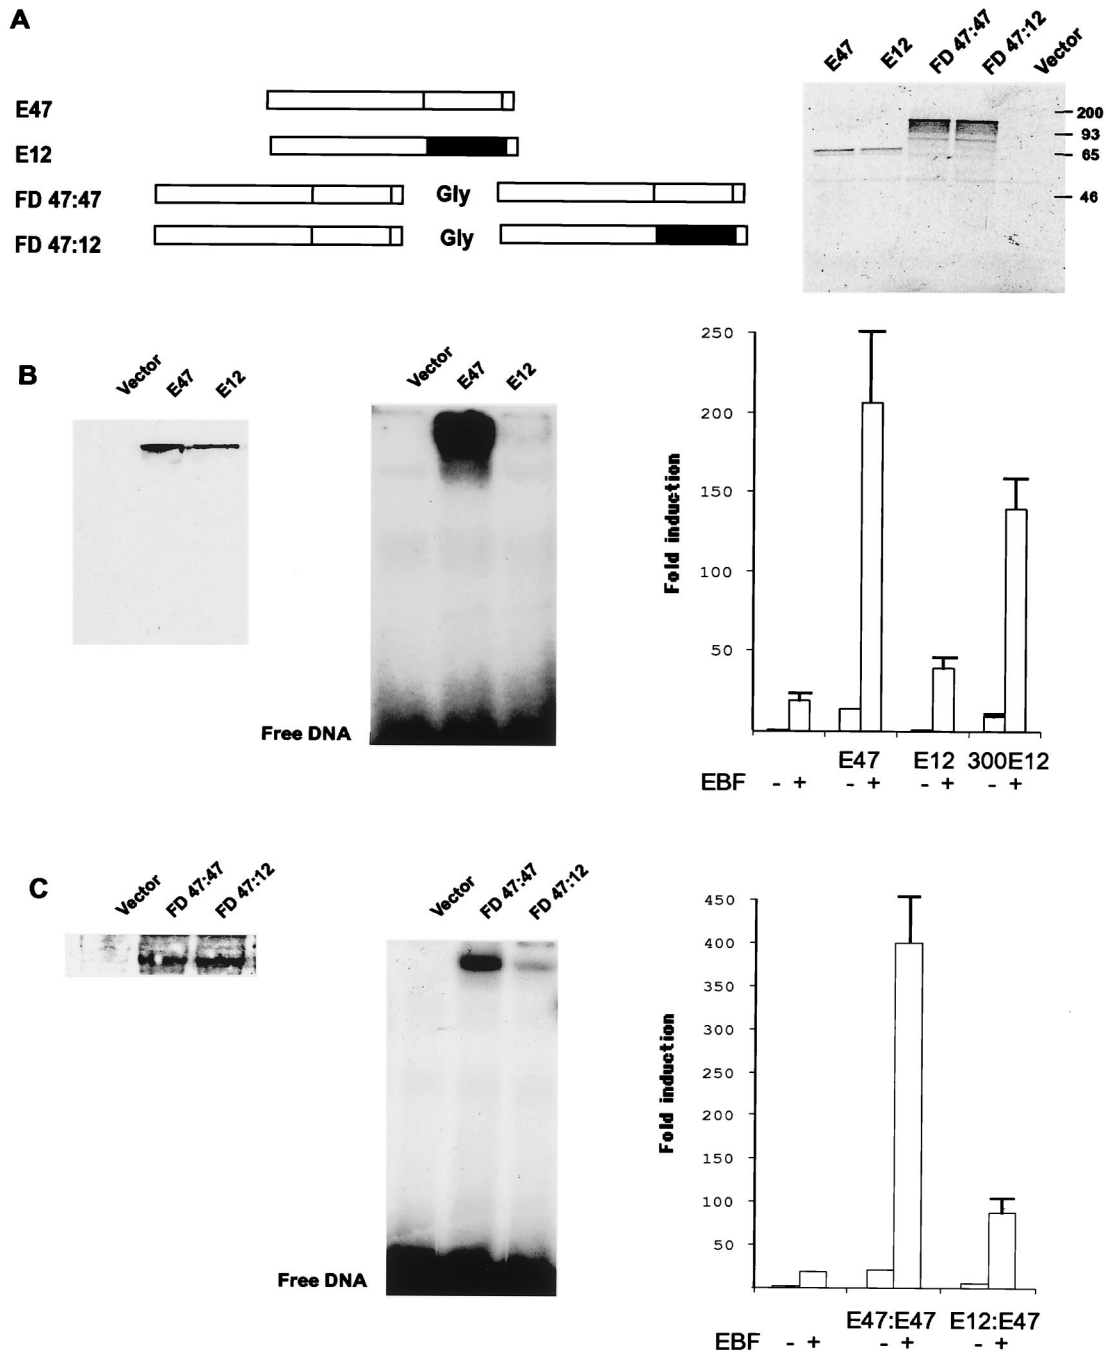 A
E47 E12 FD 47:47 FD 47:12 Vector
E47
E12
FD 47:47 Gly
FD 47:12 Gly
200
93
65
46
B
Vector E47 E12
Vector E47 E12
Free DNA
Fold induction
250
200
150
100
50
E47 E12 300E12
EBF - + - + - + - +
C
Vector FD 47:47 FD 47:12
Vector FD 47:47 FD 47:12
Free DNA
Fold induction
450
400
350
300
250
200
150
100
50
E47:E47 E12:E47
EBF - + - + - +